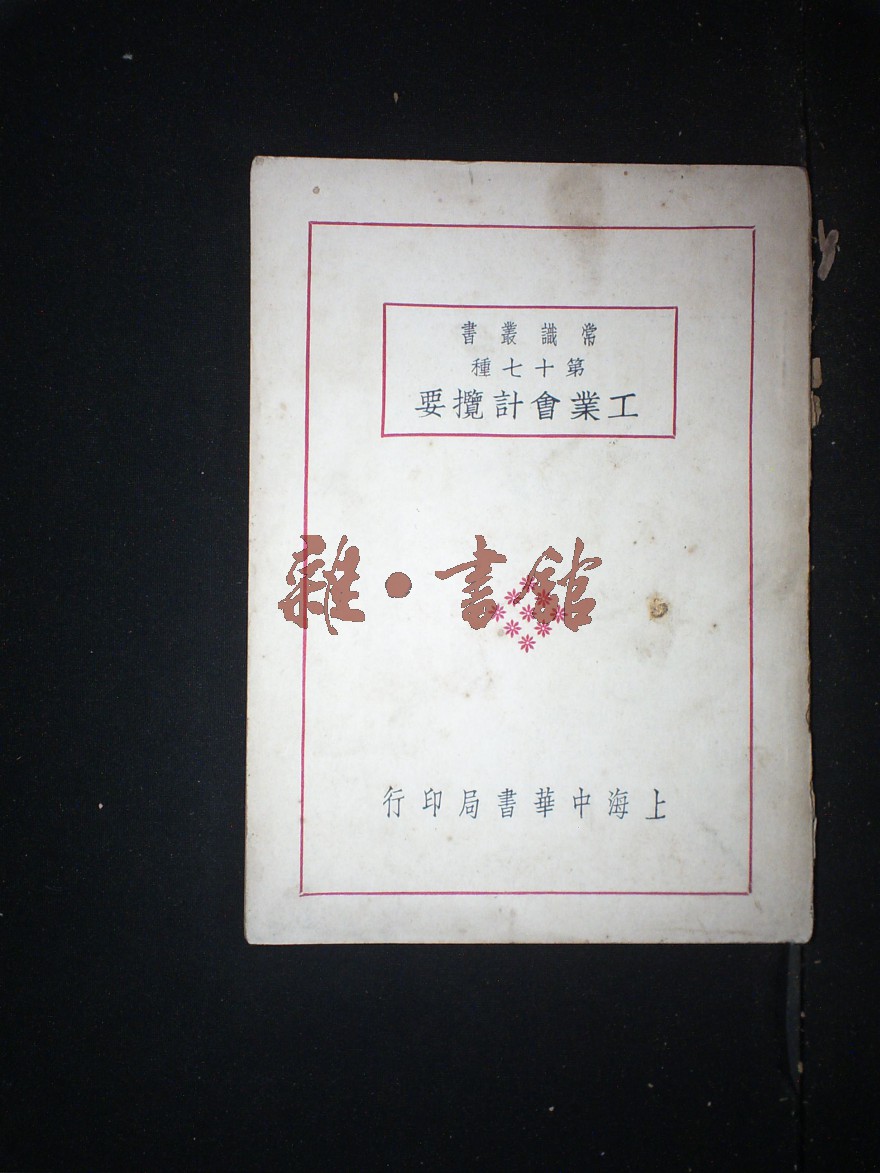 常識叢書
第十七種
工業會計攬要
雜·書館
上海中華書局印行